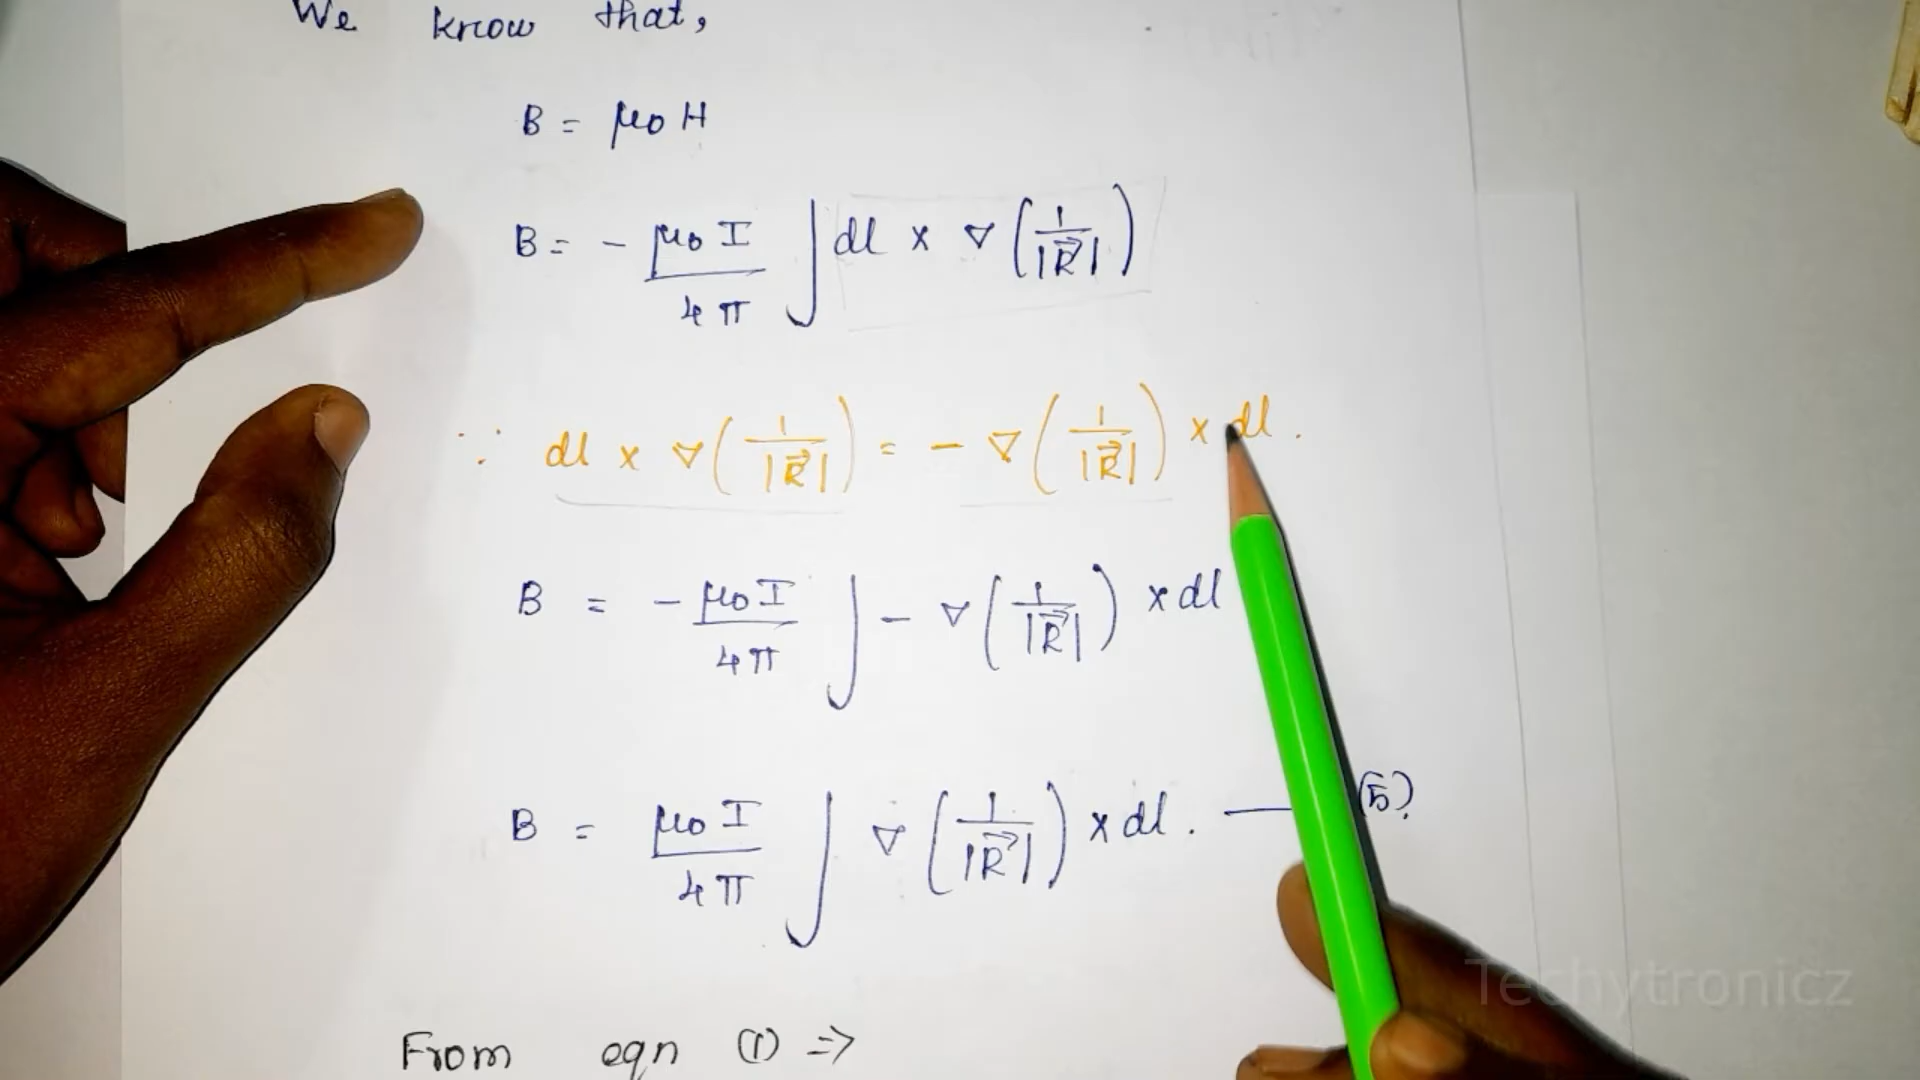 We know that,
B = μ0 H
B = - μ0 I / 4π ∫ dl × ∇ (1/|R⃗|)
∵ dl × ∇ (1/|R⃗|) = - ∇ (1/|R⃗|) × dl.
B = - μ0 I / 4π ∫ - ∇ (1/|R⃗|) × dl
B = μ0 I / 4π ∫ ∇ (1/|R⃗|) × dl. — (5)
Techytronicz
From eqn (1) ⇒